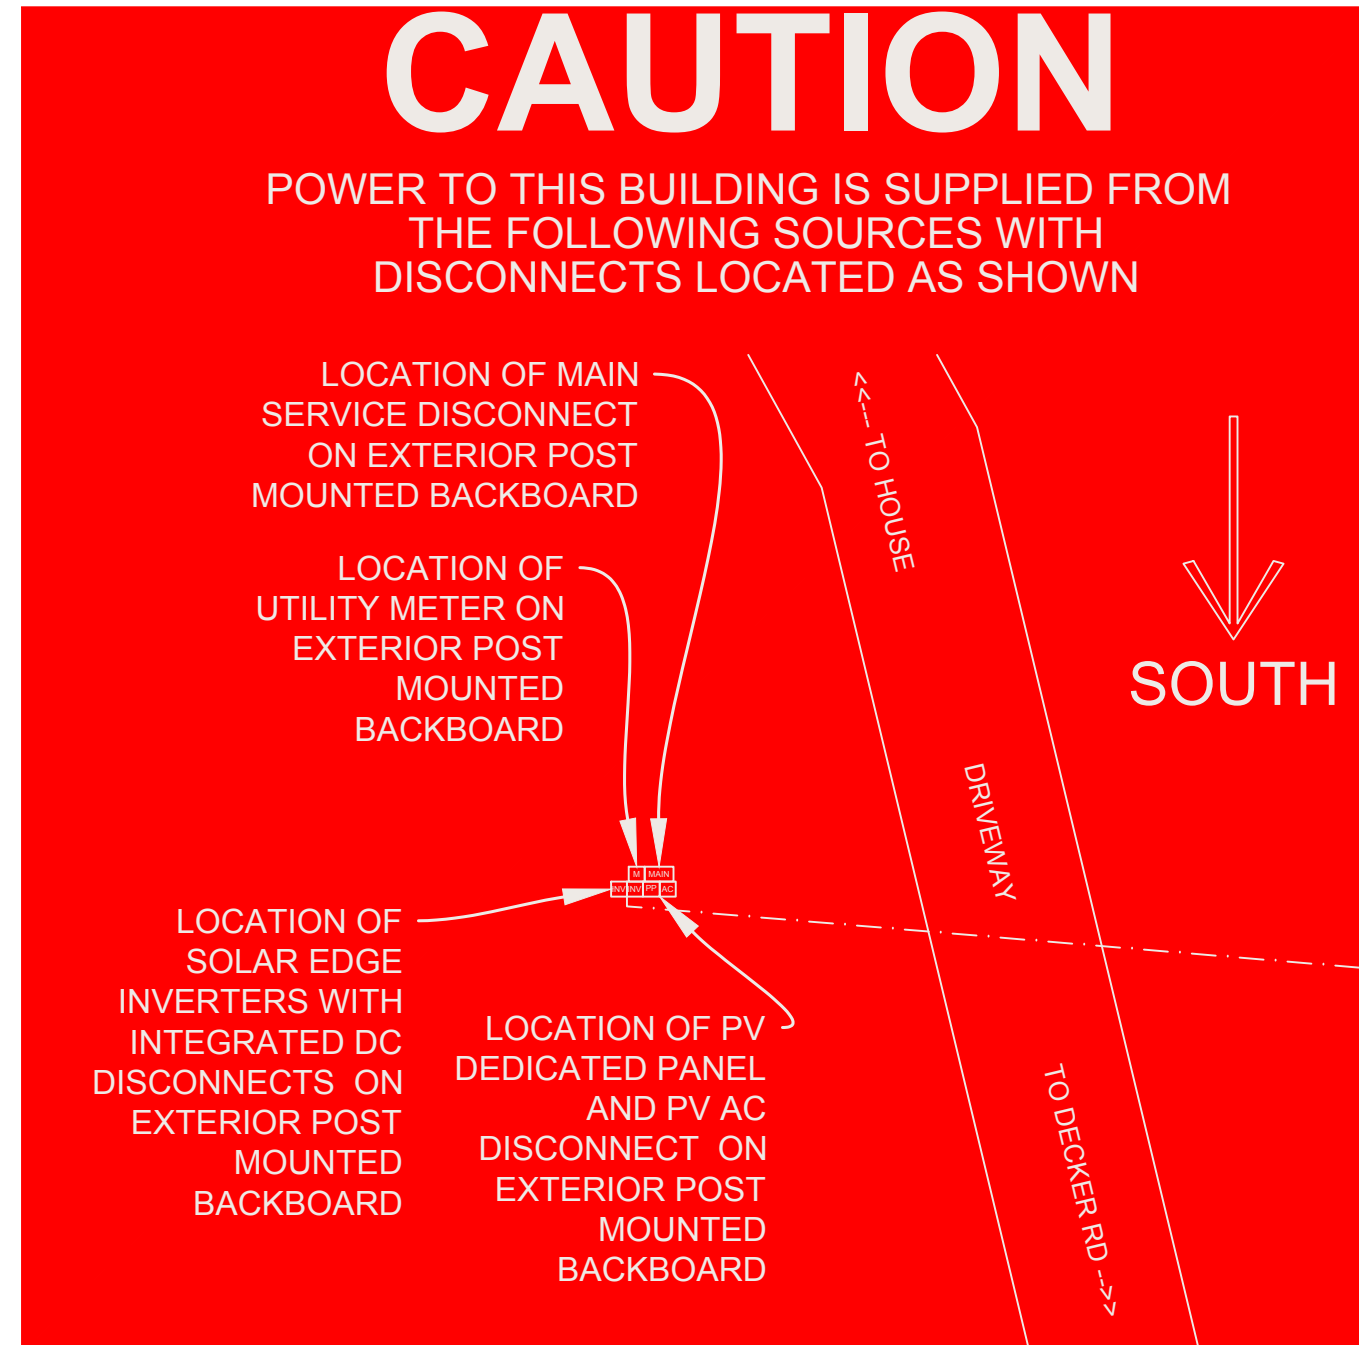 CAUTION
POWER TO THIS BUILDING IS SUPPLIED FROM
THE FOLLOWING SOURCES WITH
DISCONNECTS LOCATED AS SHOWN
LOCATION OF MAIN
SERVICE DISCONNECT
ON EXTERIOR POST
MOUNTED BACKBOARD
LOCATION OF
UTILITY METER ON
EXTERIOR POST
MOUNTED
BACKBOARD
<<---- TO HOUSE
SOUTH
DRIVEWAY
M MAIN
INV INV PP AC
LOCATION OF
SOLAR EDGE
INVERTERS WITH
INTEGRATED DC
DISCONNECTS ON
EXTERIOR POST
MOUNTED
BACKBOARD
LOCATION OF PV
DEDICATED PANEL
AND PV AC
DISCONNECT ON
EXTERIOR POST
MOUNTED
BACKBOARD
TO DECKER RD -->>